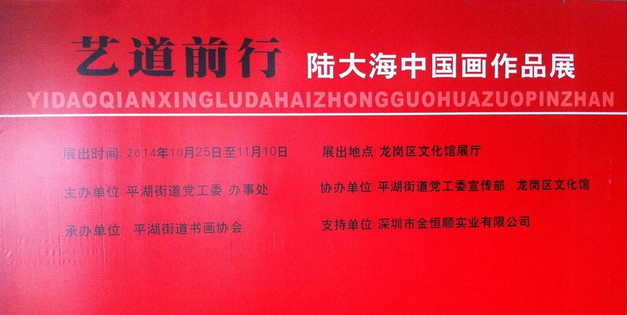 艺道前行 陆大海中国画作品展
YIDAOQIANXINGLUDAHAIZHONGGUOHUAZUOPINZHAN
展出时间: 2014年10月25日至11月10日 展出地点: 龙岗区文化馆展厅
主办单位: 平湖街道党工委 办事处 协办单位: 平湖街道党工委宣传部 龙岗区文化馆
承办单位: 平湖街道书画协会 支持单位: 深圳市金恒顺实业有限公司